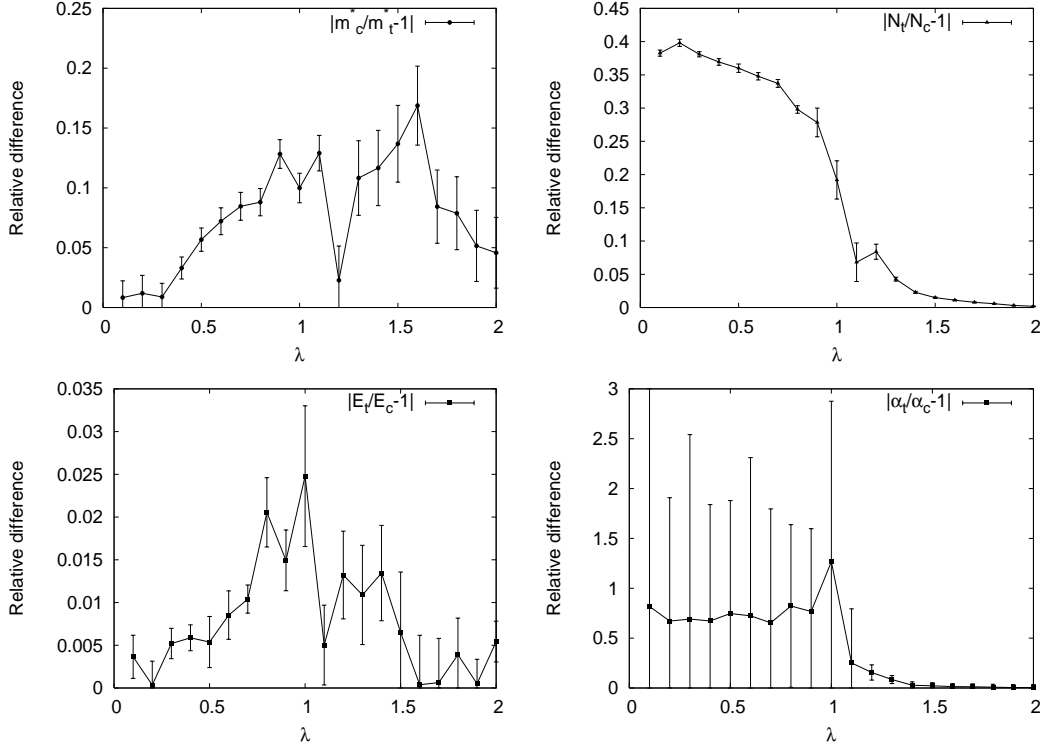 |m*c/m*t-1|
Relative difference
0.25
0.2
0.15
0.1
0.05
0
0 0.5 1 1.5 2
λ
|Nt/Nc-1|
Relative difference
0.45
0.4
0.35
0.3
0.25
0.2
0.15
0.1
0.05
0
0 0.5 1 1.5 2
λ
|Et/Ec-1|
Relative difference
0.035
0.03
0.025
0.02
0.015
0.01
0.005
0
0 0.5 1 1.5 2
λ
|αt/αc-1|
Relative difference
3
2.5
2
1.5
1
0.5
0
0 0.5 1 1.5 2
λ